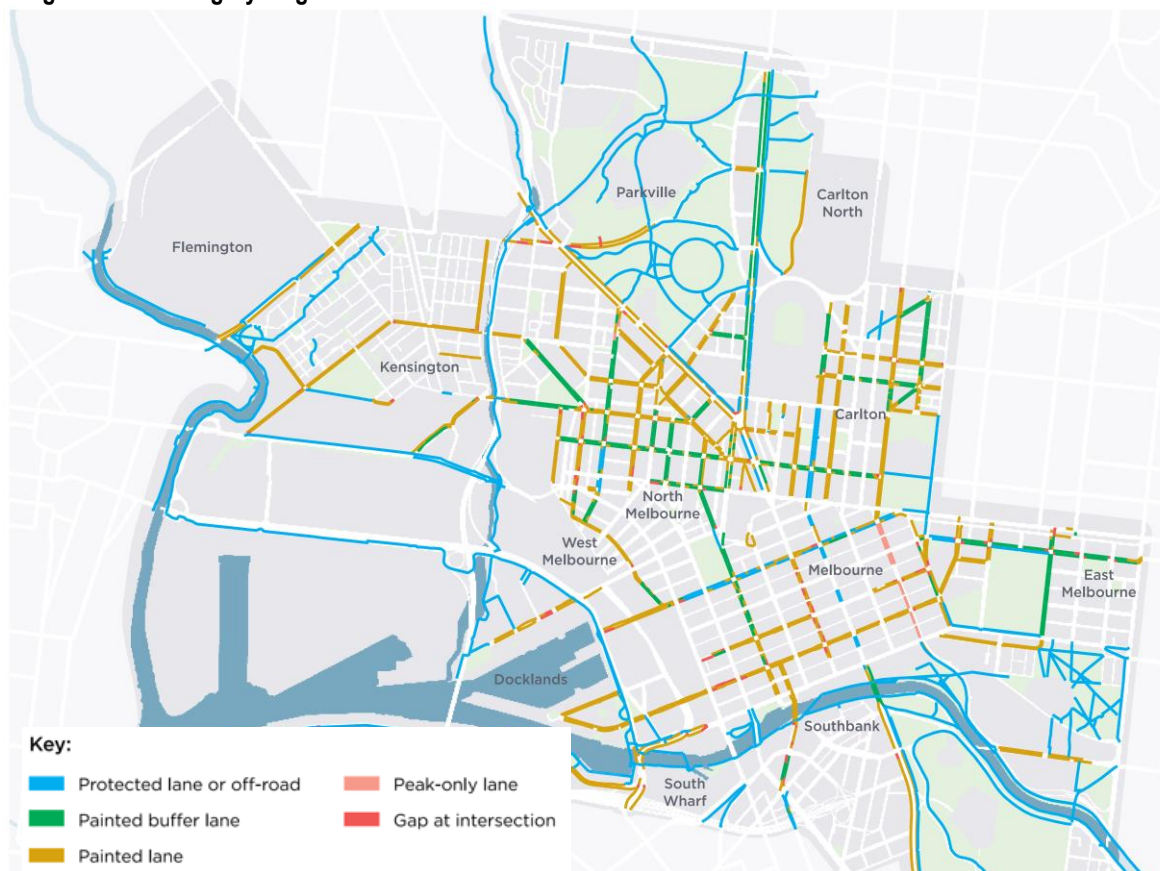 Parkville
Carlton
North
Flemington
Kensington
Carlton
North
Melbourne
West
Melbourne
Melbourne
East
Melbourne
Docklands
Southbank
South
Wharf
Key:
Protected lane or off-road
Peak-only lane
Painted buffer lane
Gap at intersection
Painted lane